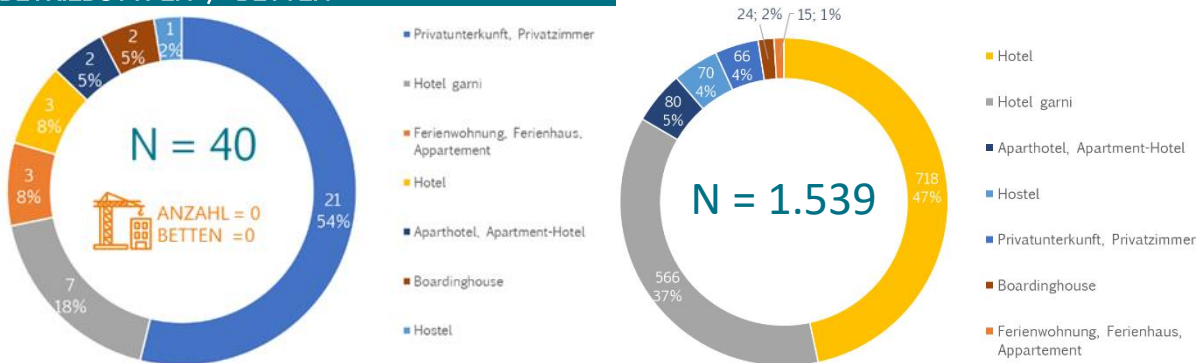 1
2%
2
5%
2
5%
3
8%
3
8%
7
18%
21
54%
N = 40
ANZAHL = 0
BETTEN =0
Privatunterkunft, Privatzimmer
Hotel garni
Ferienwohnung, Ferienhaus,
Appartement
Hotel
Aparthotel, Apartment-Hotel
Boardinghouse
Hostel
24; 2%
15; 1%
66
4%
70
4%
80
5%
566
37%
718
47%
N = 1.539
Hotel
Hotel garni
Aparthotel, Apartment-Hotel
Hostel
Privatunterkunft, Privatzimmer
Boardinghouse
Ferienwohnung, Ferienhaus,
Appartement